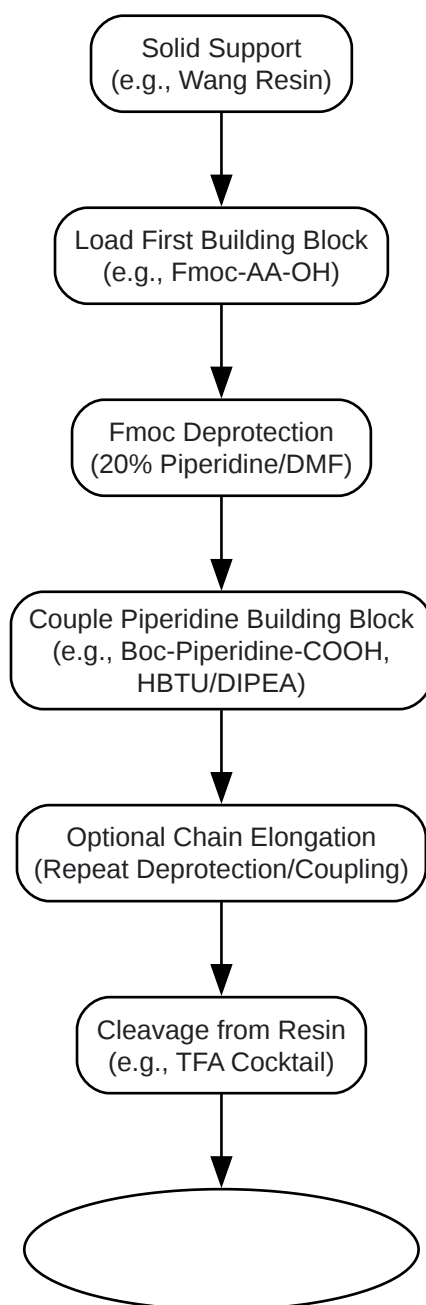 Solid Support
(e.g., Wang Resin)
Load First Building Block
(e.g., Fmoc-AA-OH)
Fmoc Deprotection
(20% Piperidine/DMF)
Couple Piperidine Building Block
(e.g., Boc-Piperidine-COOH,
HBTU/DIPEA)
Optional Chain Elongation
(Repeat Deprotection/Coupling)
Cleavage from Resin
(e.g., TFA Cocktail)